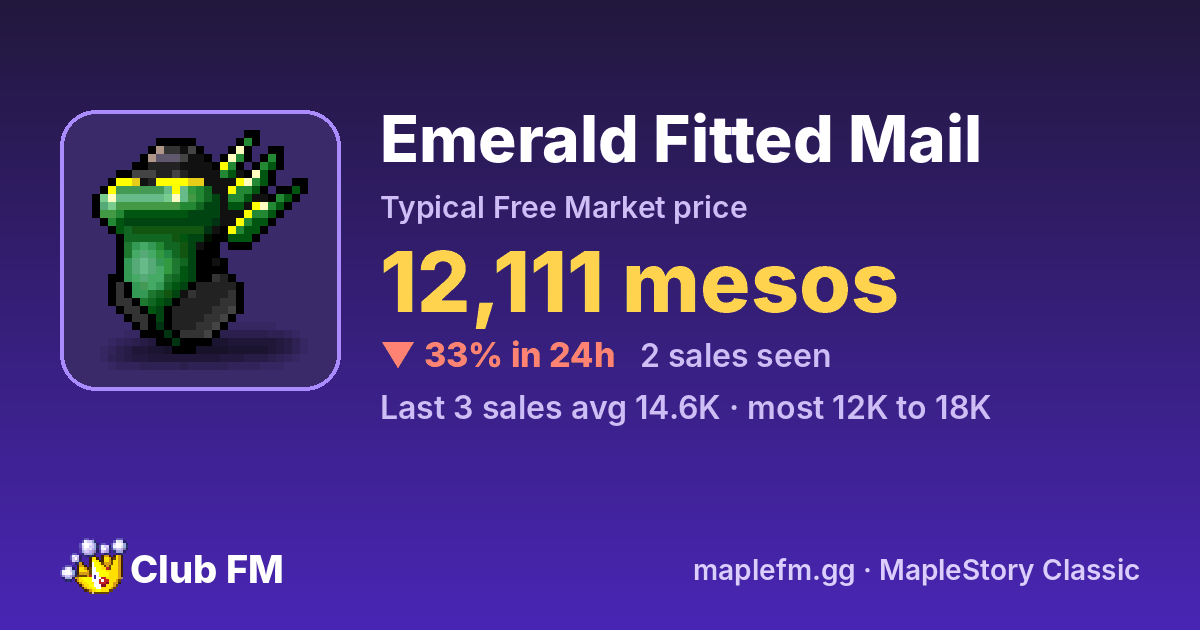 Emerald Fitted Mail
Typical Free Market price
12,111 mesos
▼ 33% in 24h 2 sales seen
Last 3 sales avg 14.6K · most 12K to 18K
Club FM
maplefm.gg · MapleStory Classic